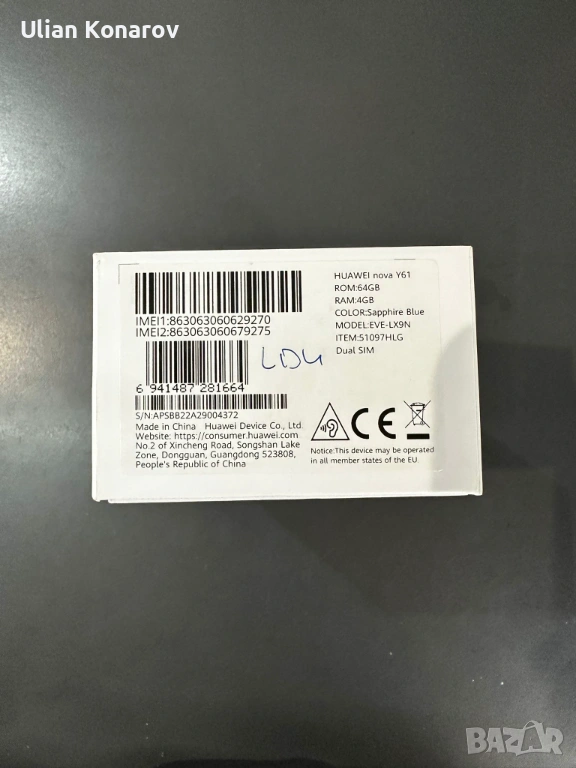 Ulian Konarov
IMEI1:863063060629270
IMEI2:863063060679275
HUAWEI nova Y61
ROM:64GB
RAM:4GB
COLOR:Sapphire Blue
MODEL:EVE-LX9N
ITEM:51097HLG
Dual SIM
LDU
6 941487 281664
S/N:APSBB22A29004372
Made in China Huawei Device Co., Ltd.
Website: https://consumer.huawei.com
No.2 of Xincheng Road, Songshan Lake
Zone, Dongguan, Guangdong 523808,
People's Republic of China
CE
Notice:This device may be operated
in all member states of the EU.
BAZAR